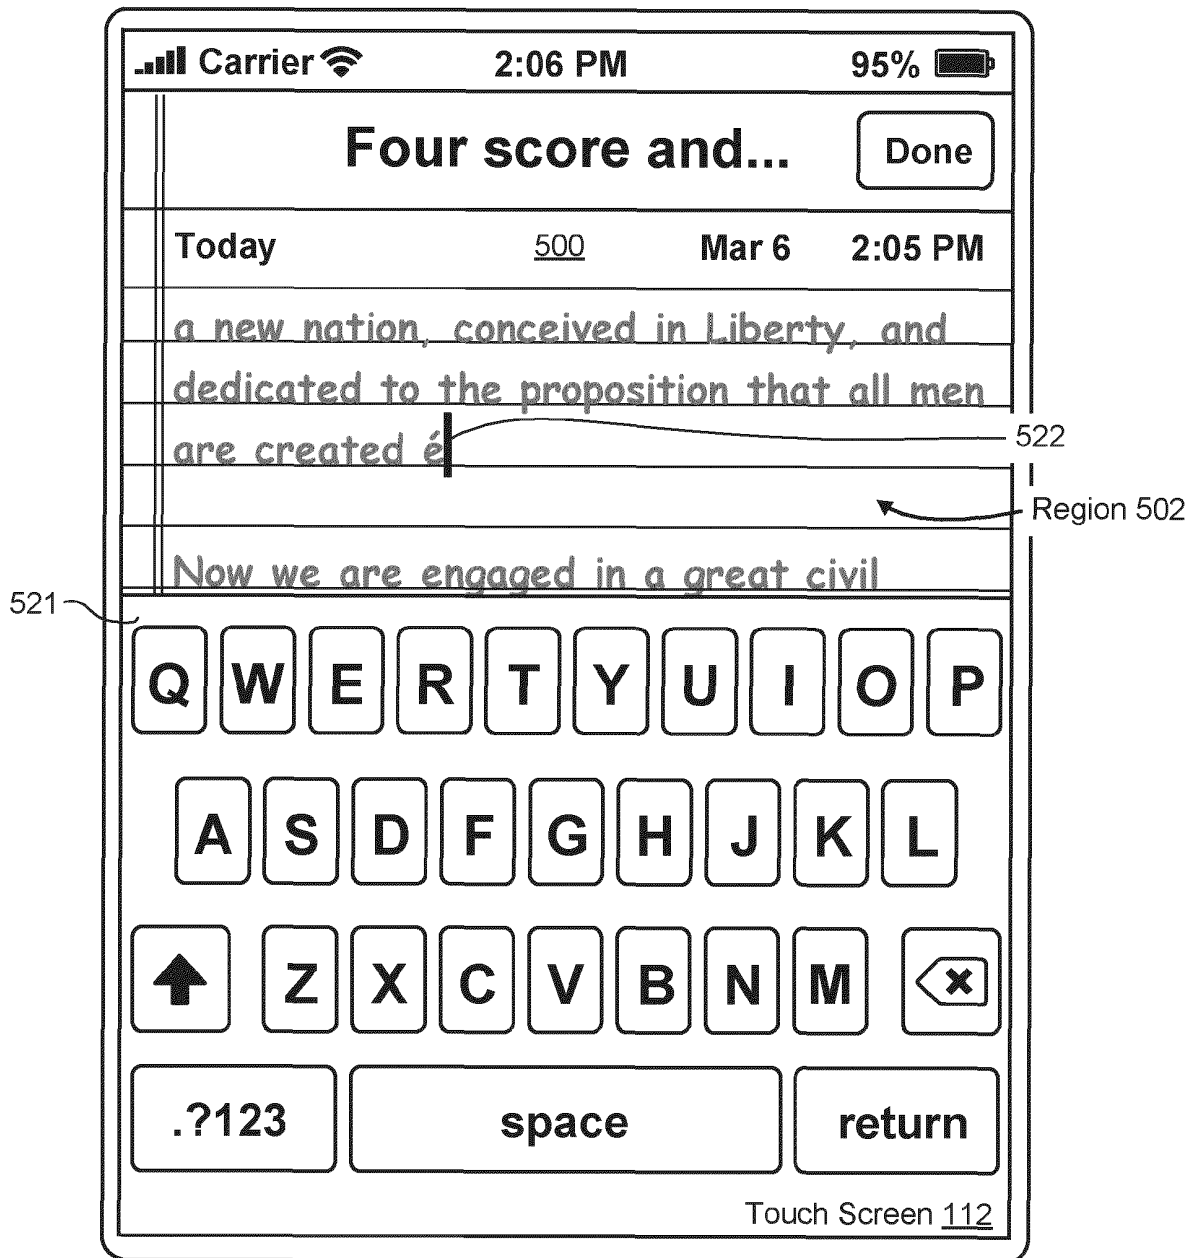 Carrier 2:06 PM 95%
Four score and... Done
Today 500 Mar 6 2:05 PM
a new nation, conceived in Liberty, and
dedicated to the proposition that all men
are created é
522
Region 502
Now we are engaged in a great civil
521
Q W E R T Y U I O P
A S D F G H J K L
Z X C V B N M
.?123 space return
Touch Screen 112